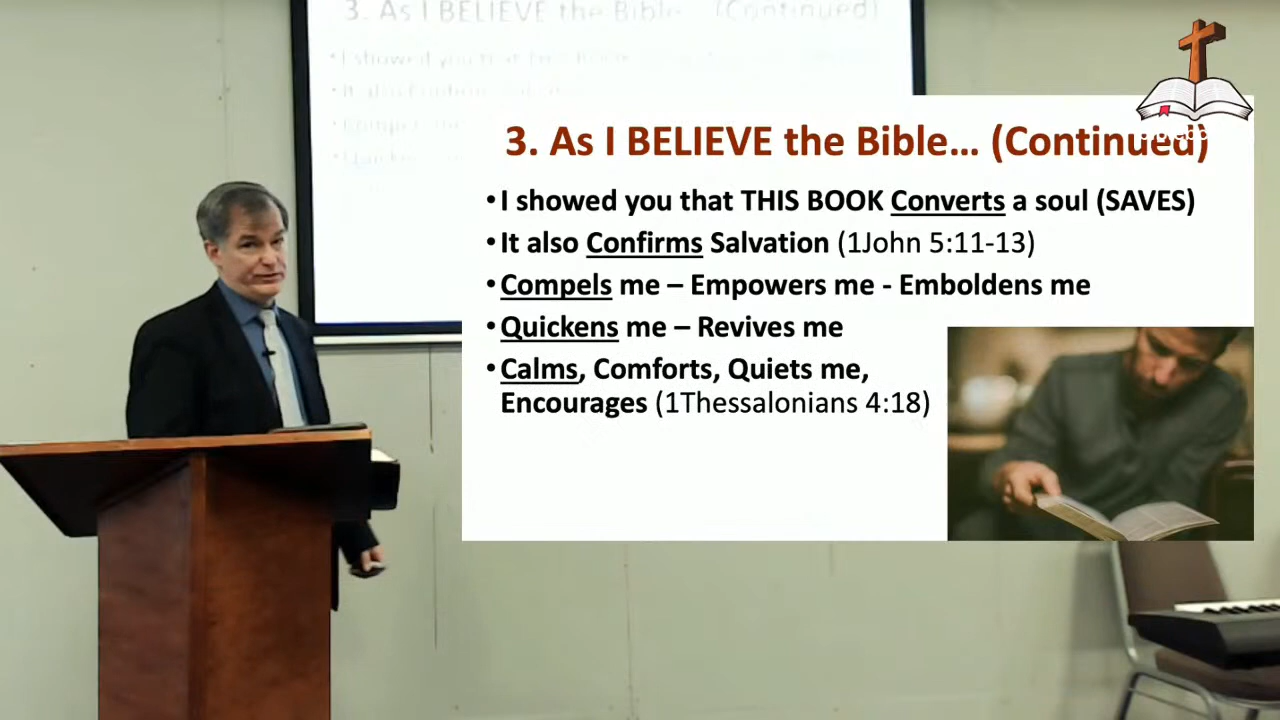 3. As I BELIEVE the Bible… (Continued)
3. As I BELIEVE the Bible… (Continued)
• I showed you that THIS BOOK Converts a soul (SAVES)
• It also Confirms Salvation (1John 5:11-13)
• Compels me – Empowers me - Emboldens me
• Quickens me – Revives me
• Calms, Comforts, Quiets me,
Encourages (1Thessalonians 4:18)